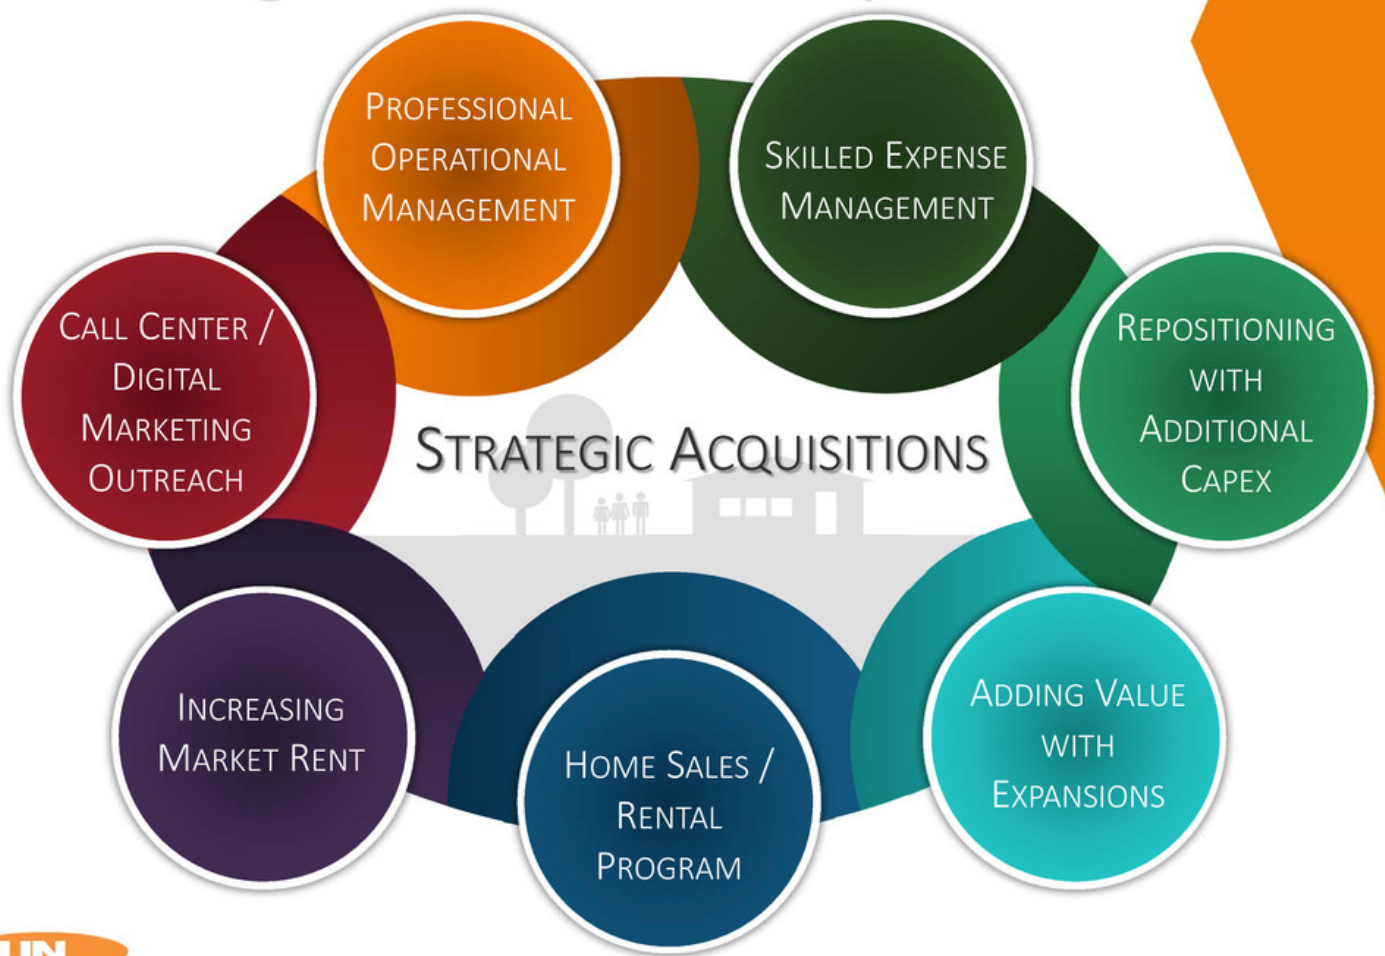 PROFESSIONAL
OPERATIONAL
MANAGEMENT
SKILLED EXPENSE
MANAGEMENT
CALL CENTER /
DIGITAL
MARKETING
OUTREACH
REPOSITIONING
WITH
ADDITIONAL
CAPEX
STRATEGIC ACQUISITIONS
INCREASING
MARKET RENT
HOME SALES /
RENTAL
PROGRAM
ADDING VALUE
WITH
EXPANSIONS